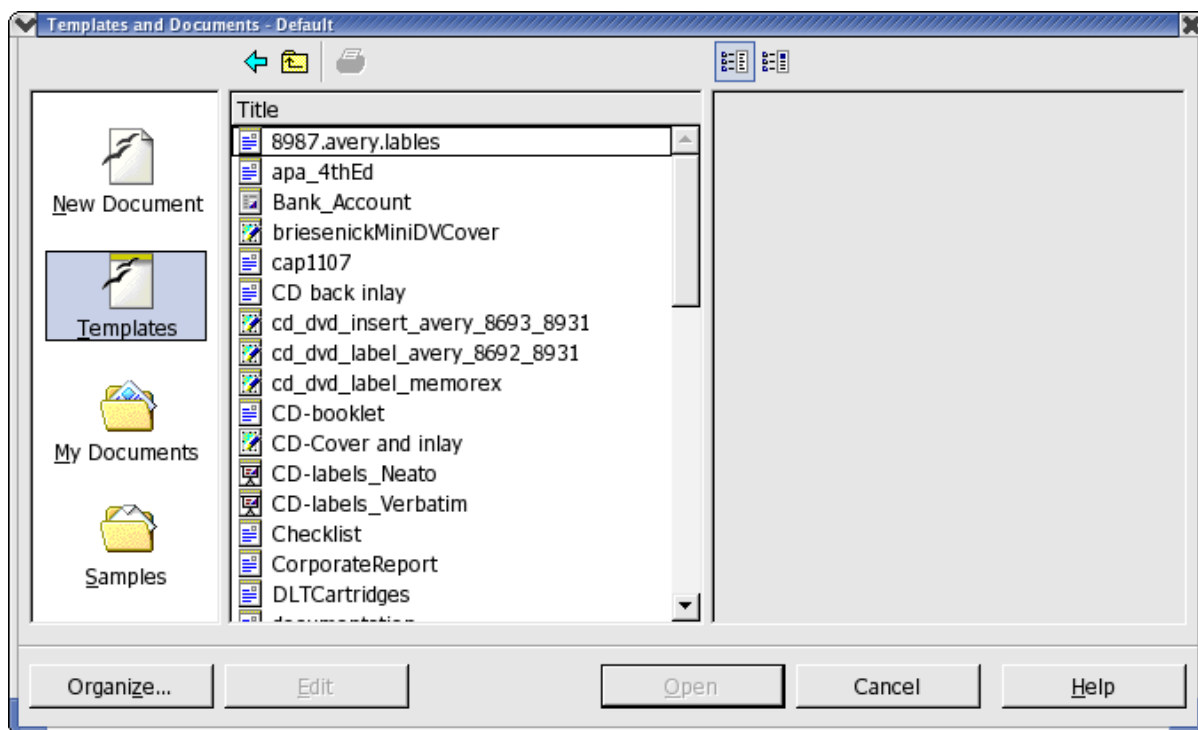 Templates and Documents - Default
New Document
Templates
My Documents
Samples
Title
8987.avery.lables
apa_4thEd
Bank_Account
briesenickMiniDVCover
cap1107
CD back inlay
cd_dvd_insert_avery_8693_8931
cd_dvd_label_avery_8692_8931
cd_dvd_label_memorex
CD-booklet
CD-Cover and inlay
CD-labels_Neato
CD-labels_Verbatim
Checklist
CorporateReport
DLTCartridges
Organize...
Edit
Open
Cancel
Help